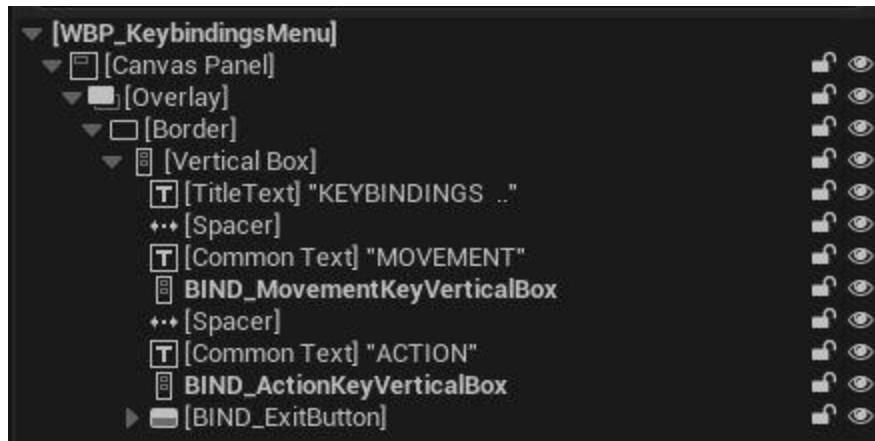 [WBP_KeybindingsMenu]
[Canvas Panel]
[Overlay]
[Border]
[Vertical Box]
[TitleText] "KEYBINDINGS .."
[Spacer]
[Common Text] "MOVEMENT"
BIND_MovementKeyVerticalBox
[Spacer]
[Common Text] "ACTION"
BIND_ActionKeyVerticalBox
[BIND_ExitButton]